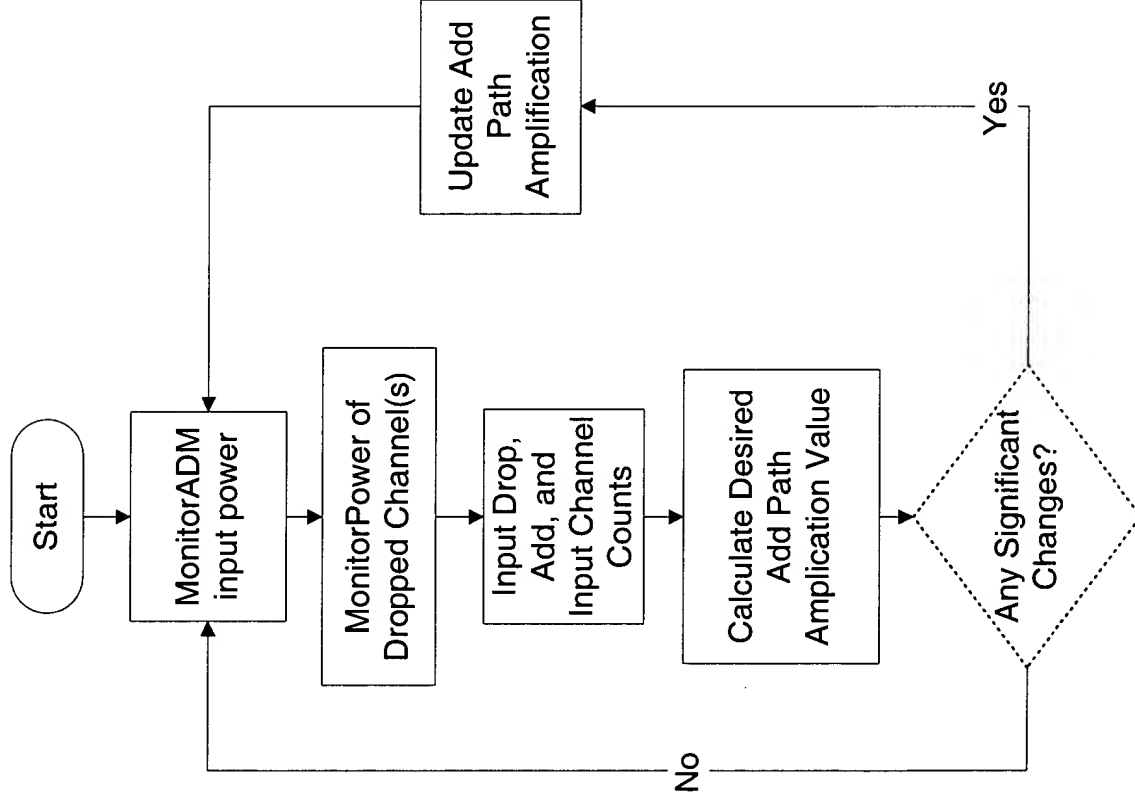 Start
MonitorADM
input power
MonitorPower of
Dropped Channel(s)
Input Drop,
Add, and
Input Channel
Counts
Calculate Desired
Add Path
Amplication Value
Any Significant
Changes?
No
Yes
Update Add
Path
Amplification